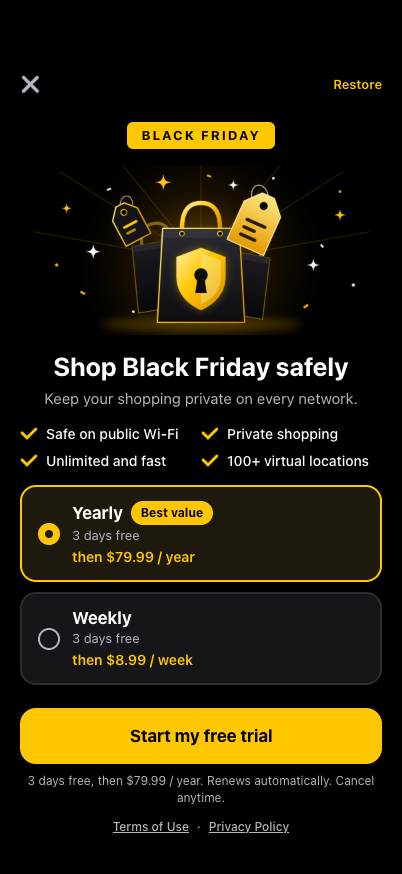 Restore
BLACK FRIDAY
Shop Black Friday safely
Keep your shopping private on every network.
Safe on public Wi-Fi
Private shopping
Unlimited and fast
100+ virtual locations
Yearly
Best value
3 days free
then $79.99 / year
Weekly
3 days free
then $8.99 / week
Start my free trial
3 days free, then $79.99 / year. Renews automatically. Cancel
anytime.
Terms of Use · Privacy Policy